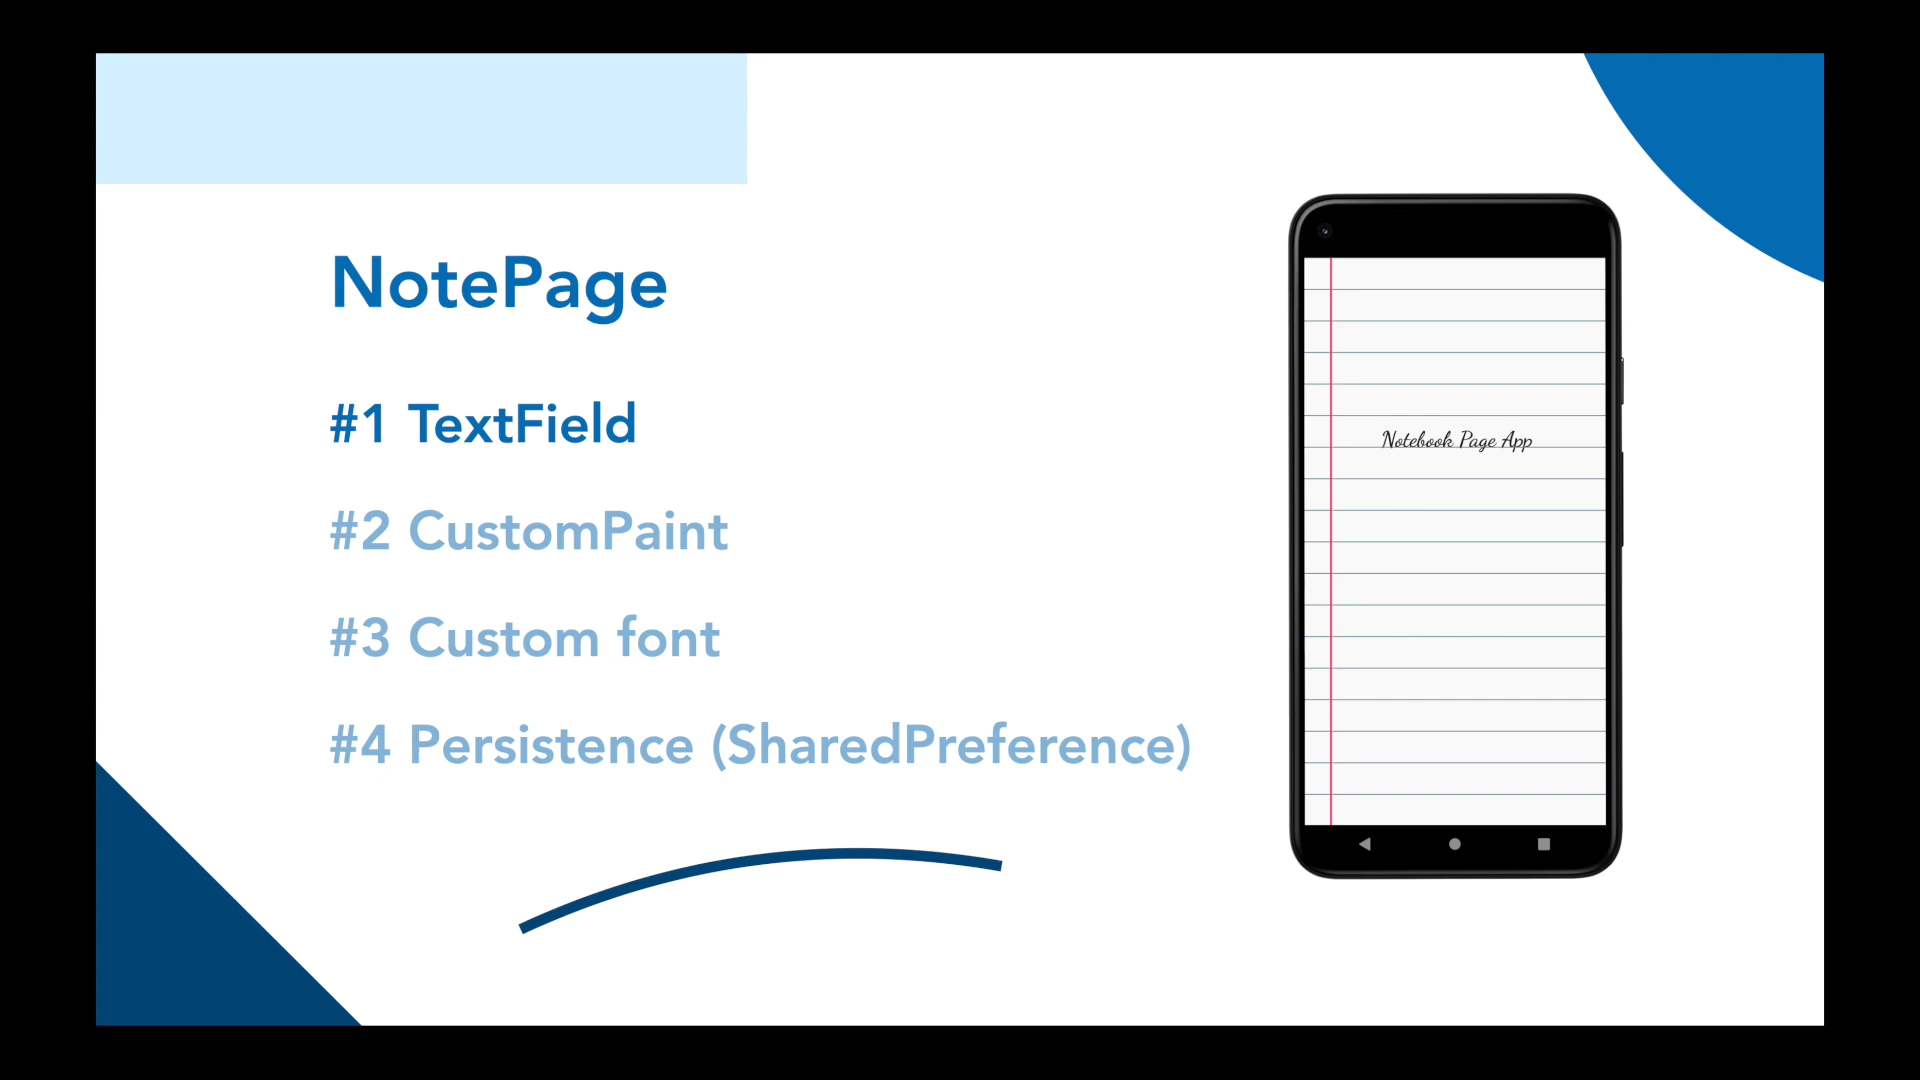 NotePage
#1 TextField
#2 CustomPaint
#3 Custom font
#4 Persistence (SharedPreference)
Notebook Page App